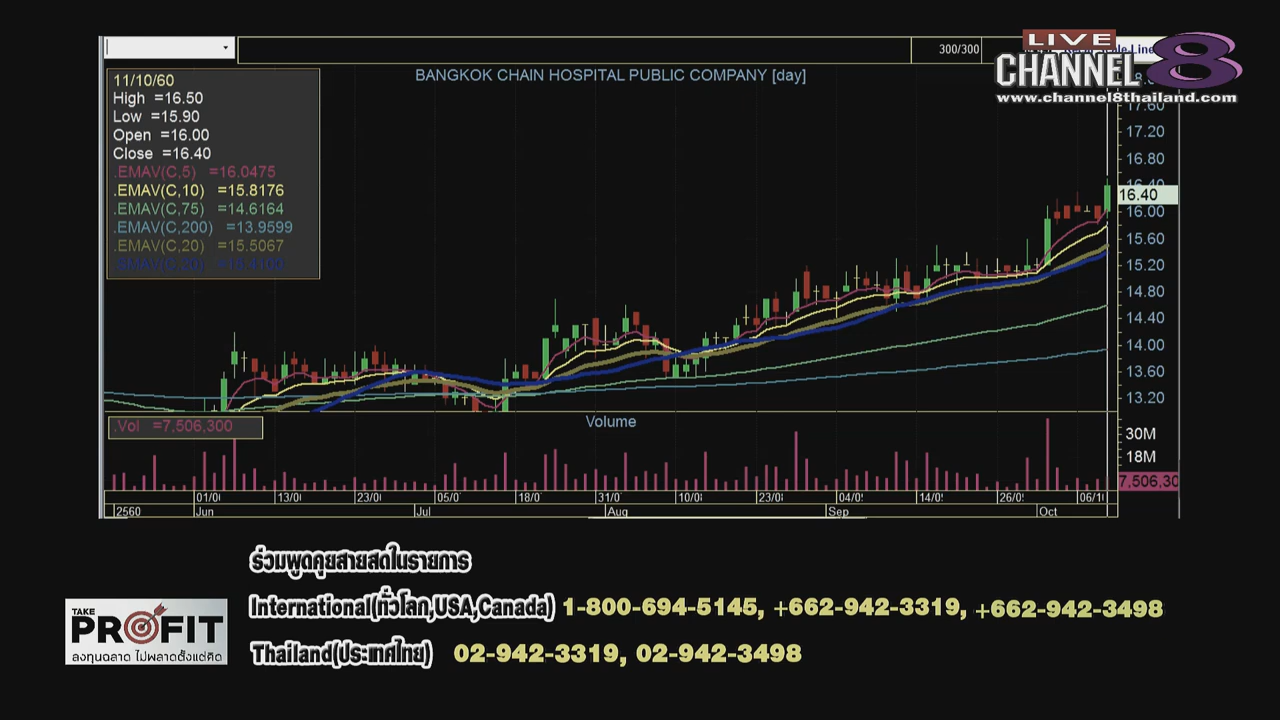 300/300
LIVE
CHANNEL 8
www.channel8thailand.com
11/10/60
High =16.50
Low =15.90
Open =16.00
Close =16.40
.EMAV(C,5) =16.0475
.EMAV(C,10) =15.8176
.EMAV(C,75) =14.6164
.EMAV(C,200) =13.9599
.EMAV(C,20) =15.5067
BANGKOK CHAIN HOSPITAL PUBLIC COMPANY [day]
17.60
17.20
16.80
16.40
16.40
16.00
15.60
15.20
14.80
14.40
14.00
13.60
13.20
.Vol =7,506,300
Volume
30M
18M
7,506,30
01/0 13/0 23/0 05/0 18/0 31/0 10/0 23/0 04/0 14/0 26/0 06/1
2560 Jun Jul Aug Sep Oct
ร่วมพูดคุยสายสดในรายการ
International(ทั่วโลก,USA,Canada) 1-800-694-5145, +662-942-3319, +662-942-3498
Thailand(ประเทศไทย) 02-942-3319, 02-942-3498
TAKE
PROFIT
ลงทุนฉลาด ไม่พลาดตั้งแต่คิด